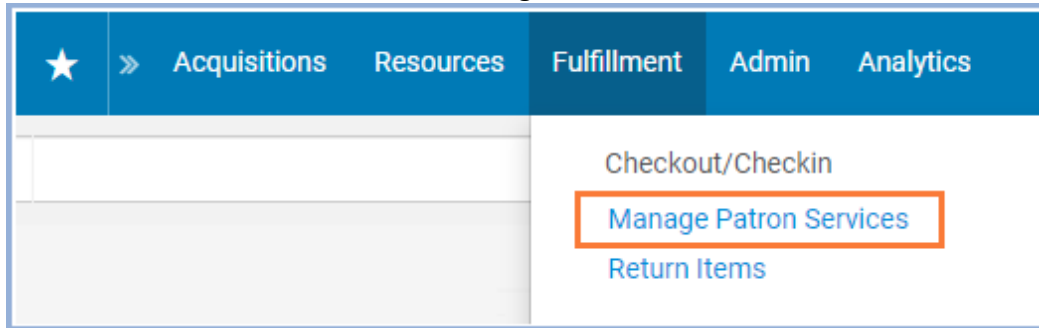 » Acquisitions Resources Fulfillment Admin Analytics
Checkout/Checkin
Manage Patron Services
Return Items